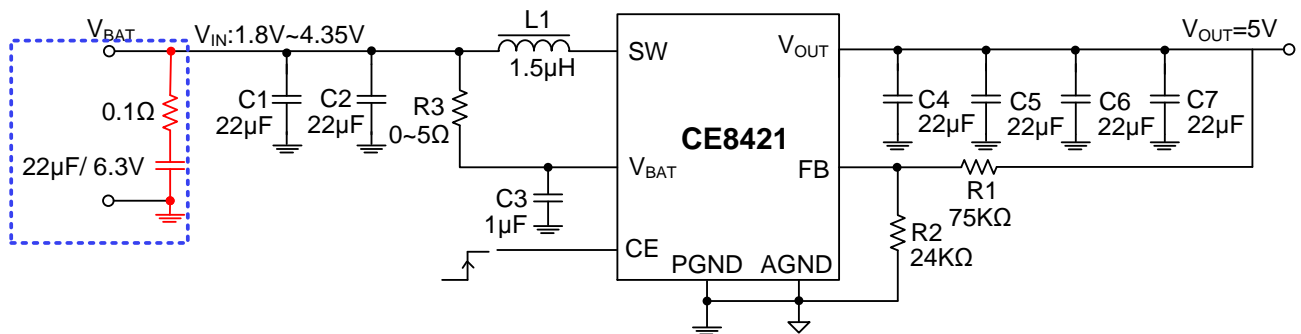 VBAT
VIN:1.8V~4.35V
L1
1.5μH
SW
VOUT
VOUT=5V
0.1Ω
22μF/ 6.3V
C1
22μF
C2
22μF
R3
0~5Ω
CE8421
C4
22μF
C5
22μF
C6
22μF
C7
22μF
VBAT
FB
C3
1μF
R1
75KΩ
R2
24KΩ
CE
PGND
AGND